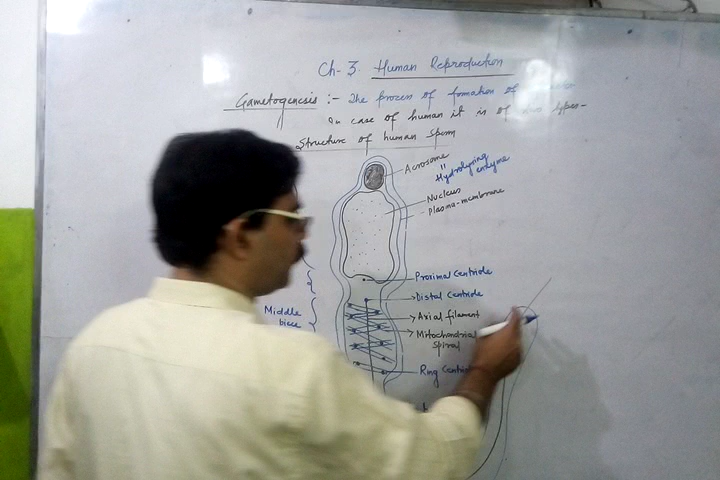 Ch- 3. Human Reproduction
Gametogenesis :- The process of formation of
In case of human it is of two types-
Structure of human sperm
Acrosome
"
Hydrolysing
enzyme
Nucleus
Plasma-membrane
Proximal Centriole
Distal Centriole
Middle
Axial filament
Mitochondrial
Spiral
Ring